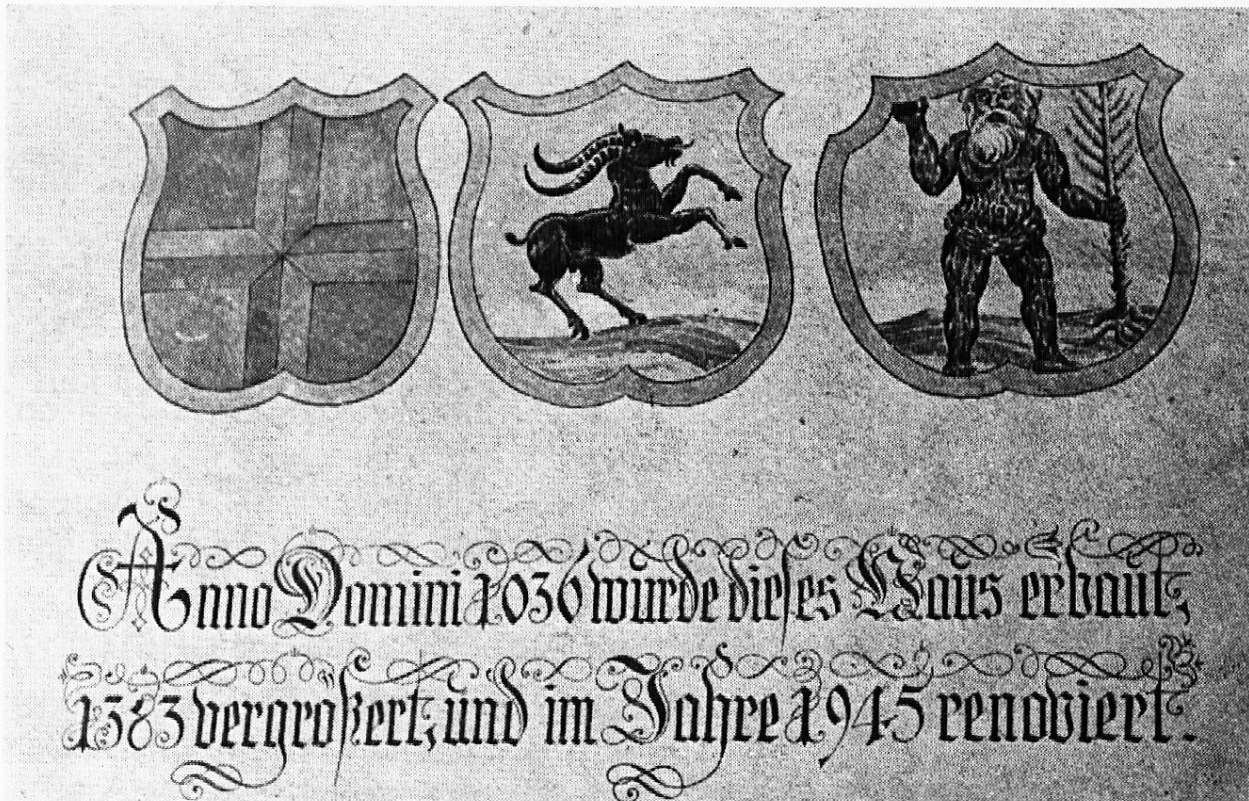 Anno Domini 1036 wurde dieses Haus erbaut,
1383 vergrößert, und im Jahre 1945 renoviert.